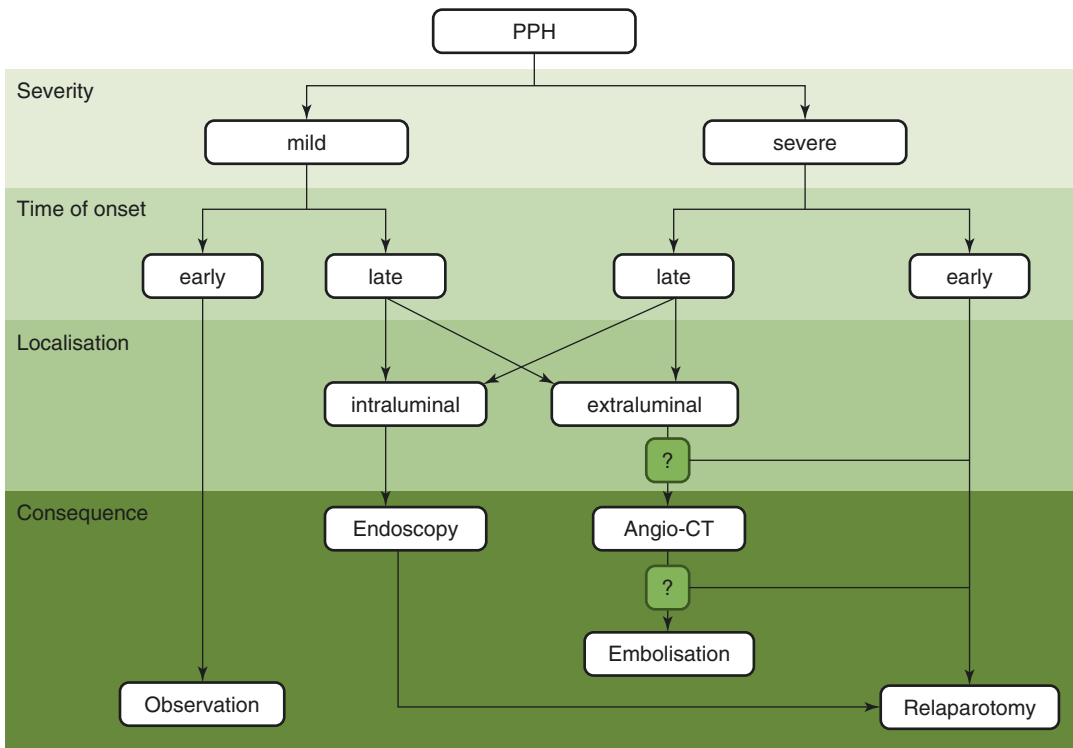 PPH
Severity
mild
severe
Time of onset
early
late
late
early
Localisation
intraluminal
extraluminal
?
Consequence
Endoscopy
Angio-CT
?
Embolisation
Observation
Relaparotomy